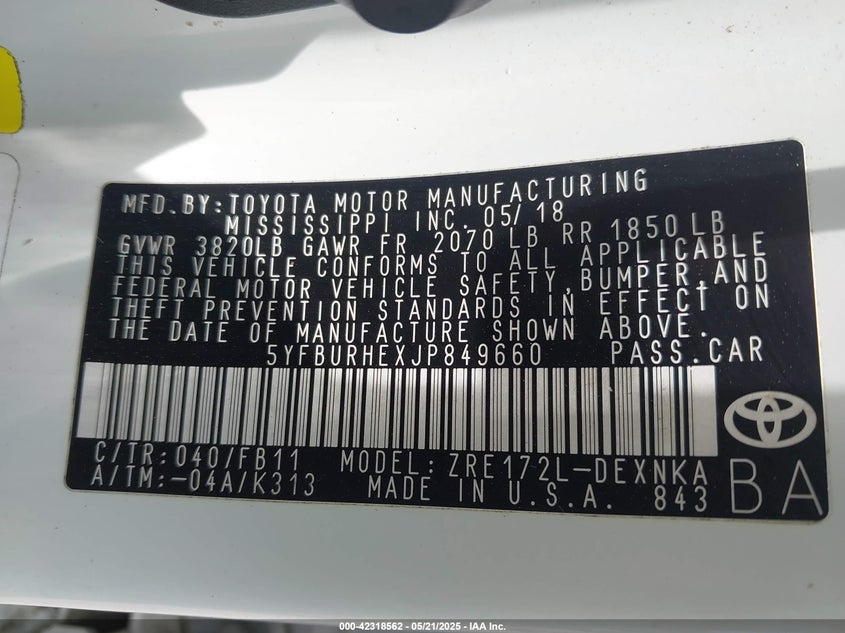 MFD.BY:TOYOTA MOTOR MANUFACTURING
MISSISSIPPI INC. 05/18
GVWR 3820LB GAWR FR 2070 LB RR 1850 LB
THIS VEHICLE CONFORMS TO ALL APPLICABLE
FEDERAL MOTOR VEHICLE SAFETY, BUMPER, AND
THEFT PREVENTION STANDARDS IN EFFECT ON
THE DATE OF MANUFACTURE SHOWN ABOVE.
5YFBURHEXJP849660 PASS.CAR
C/TR:040/FB11 MODEL:ZRE172L-DEXNKA
A/TM:-04A/K313 MADE IN U.S.A. 843 BA
000-42318562 - 05/21/2025 - IAA Inc.